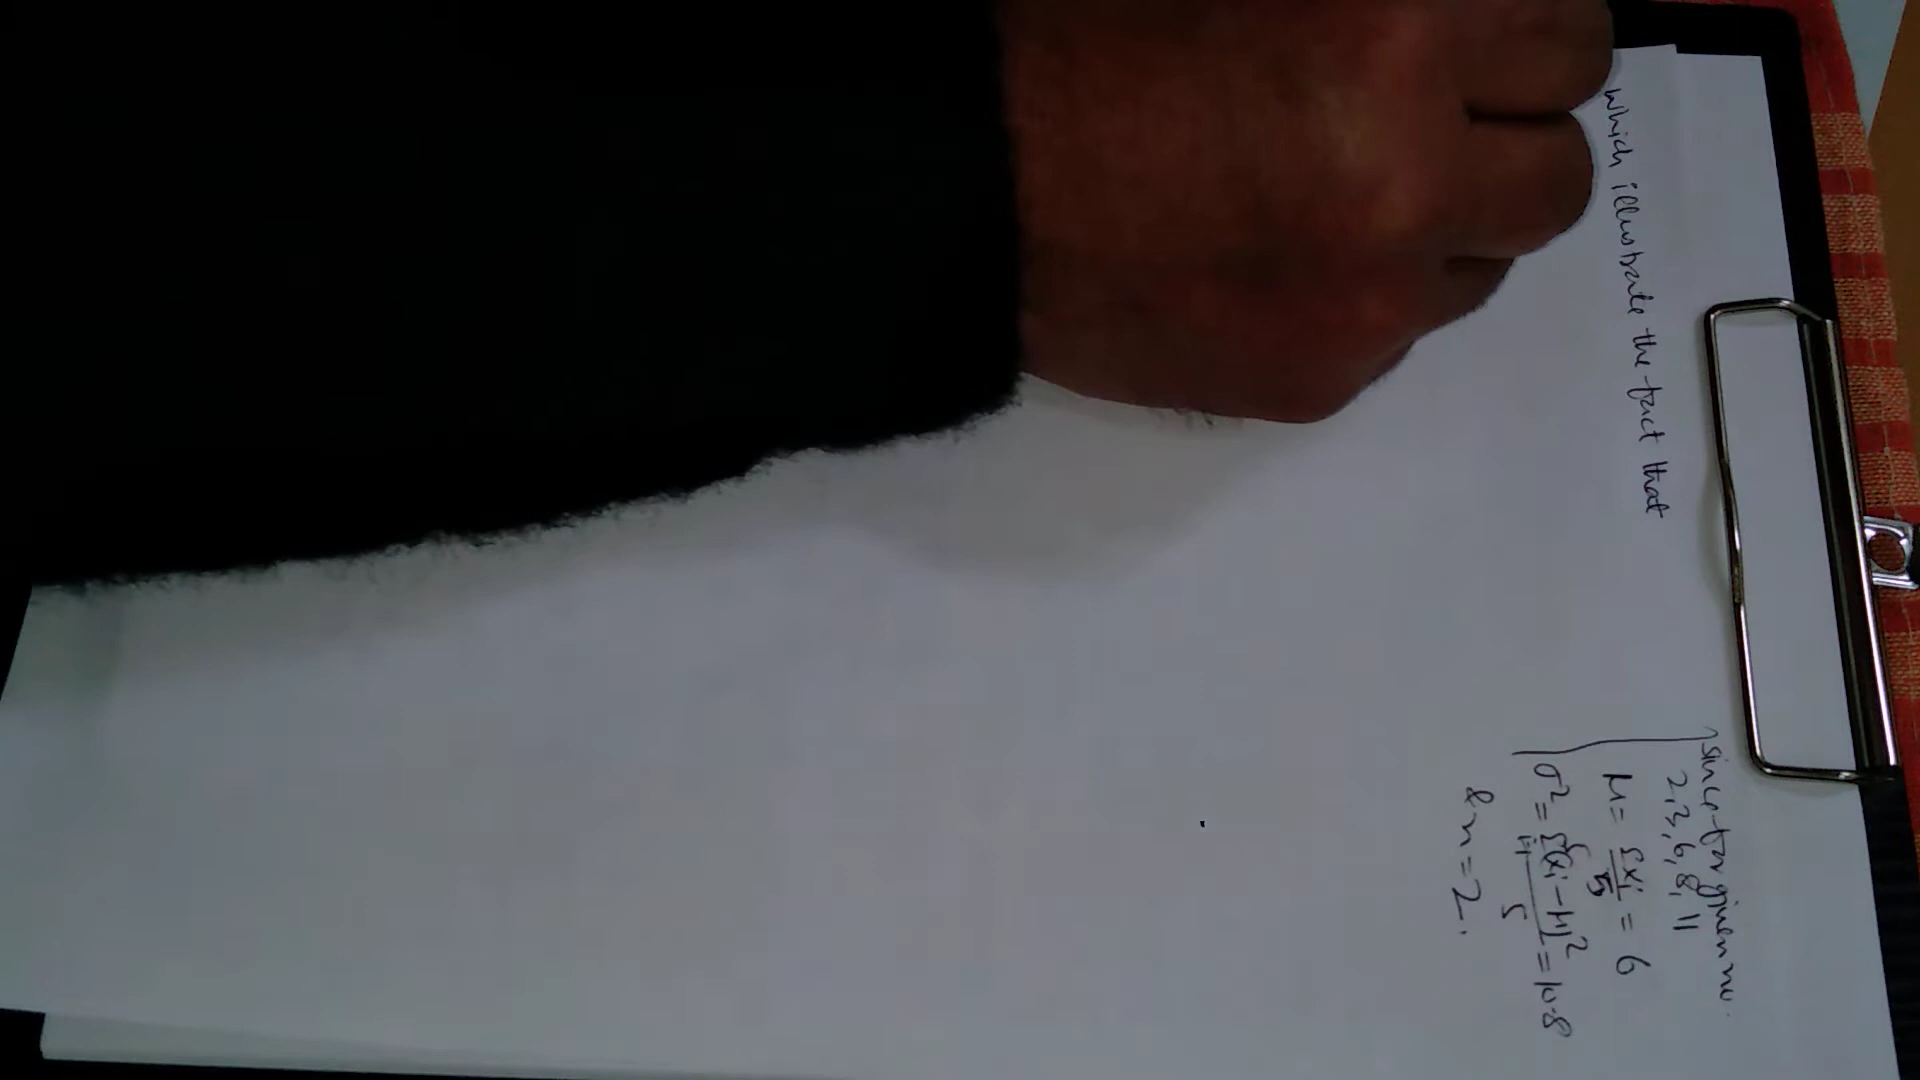 which illustrate the fact that
since for given no.
2,3,6,8,11
μ = Σxi / 5 = 6
σ² = Σ(xi - μ)² / 5 = 10.8
& n = 2.